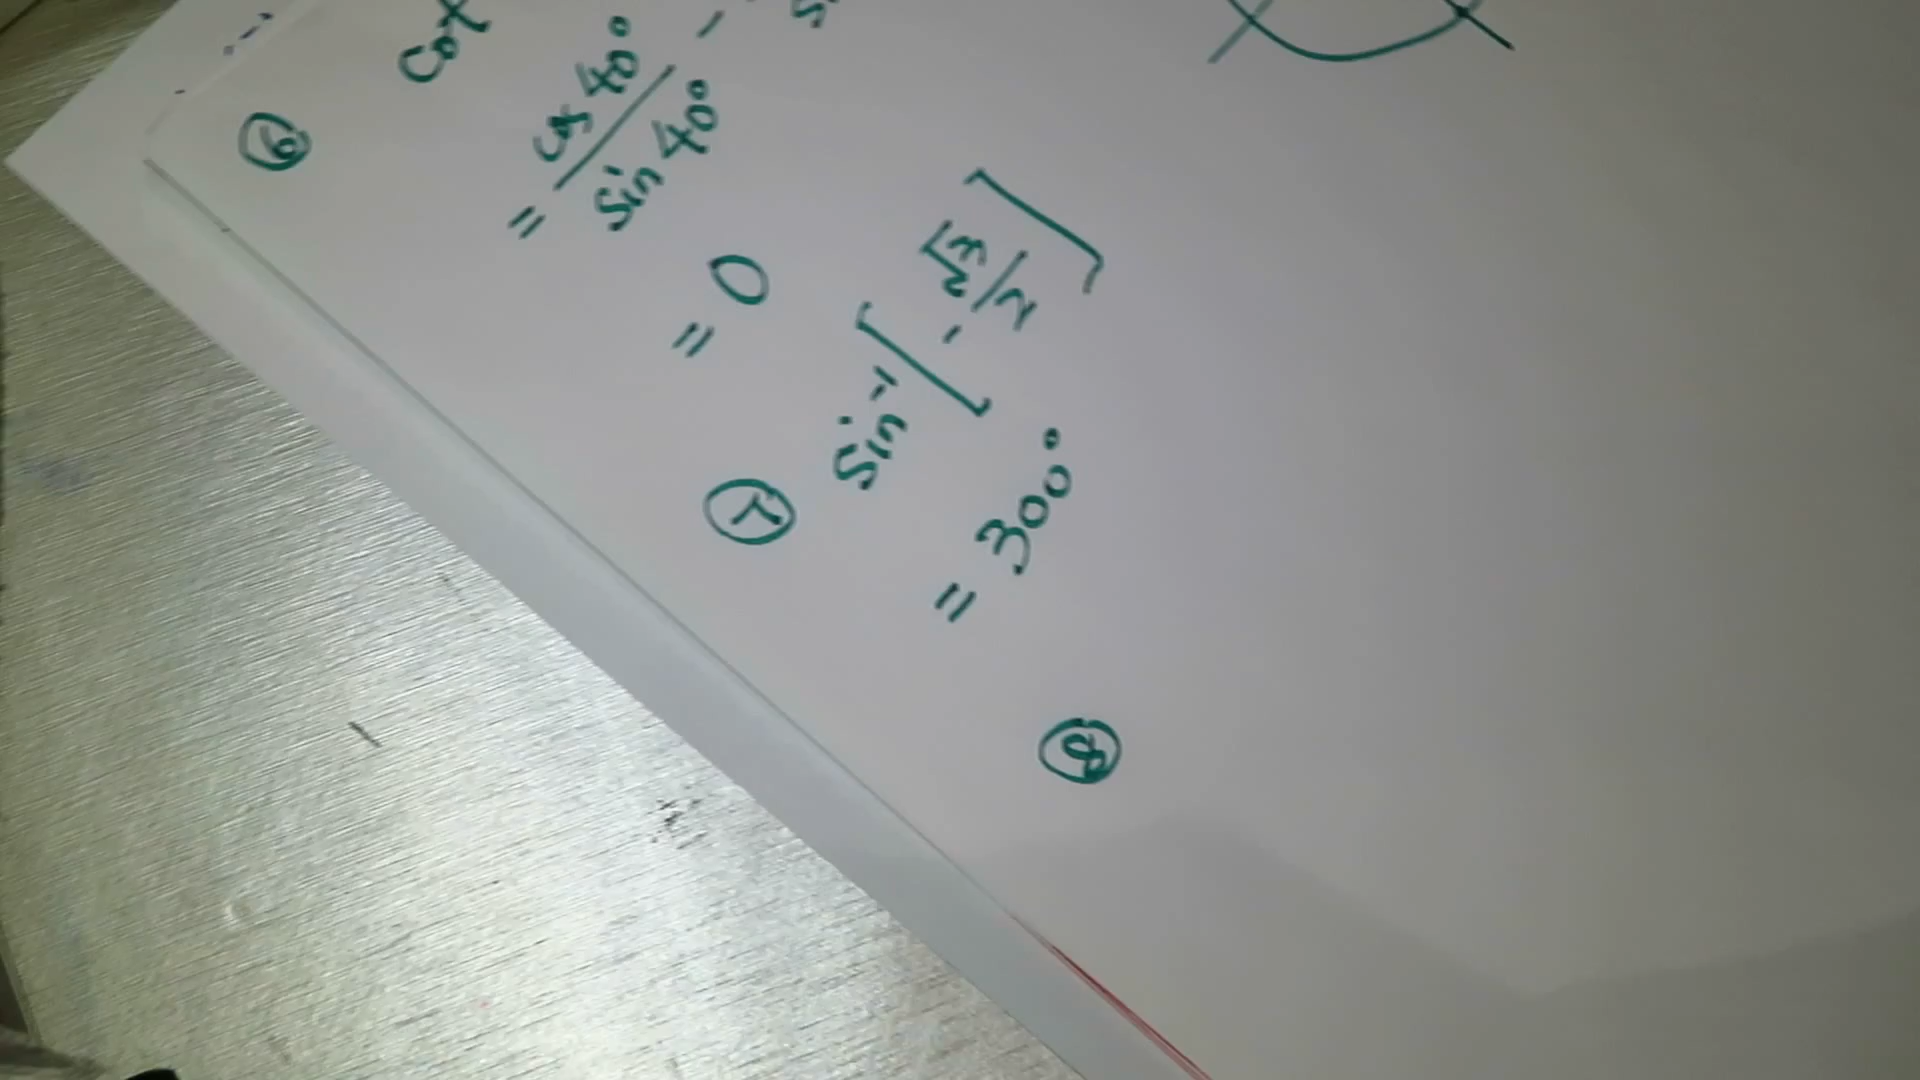 ⑥ Cot
= cos 40° / sin 40° -
= 0
⑦ Sin⁻¹ [ - √3/2 ]
= 300°
⑧